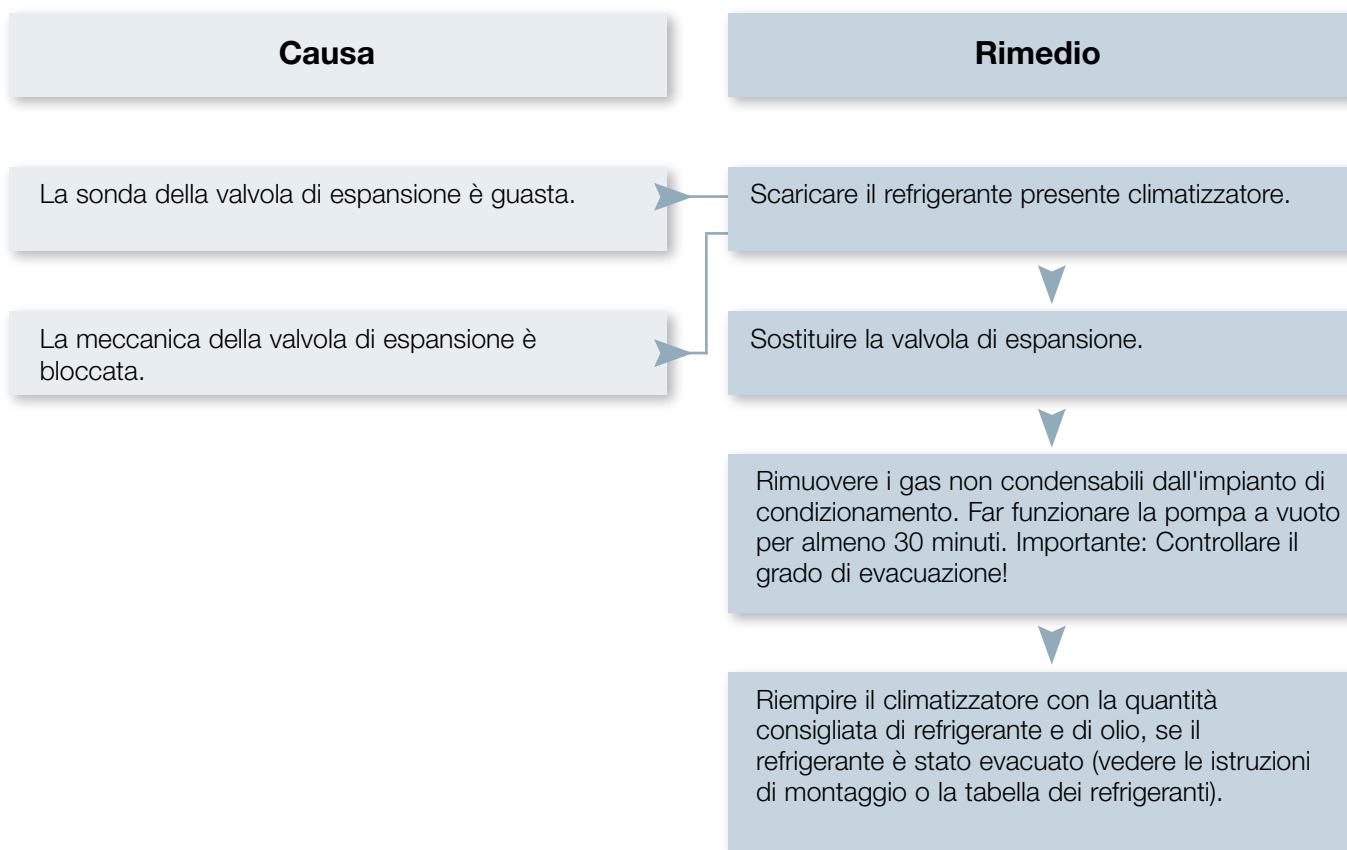 Causa
Rimedio
La sonda della valvola di espansione è guasta.
Scaricare il refrigerante presente climatizzatore.
La meccanica della valvola di espansione è
bloccata.
Sostituire la valvola di espansione.
Rimuovere i gas non condensabili dall'impianto di
condizionamento. Far funzionare la pompa a vuoto
per almeno 30 minuti. Importante: Controllare il
grado di evacuazione!
Riempire il climatizzatore con la quantità
consigliata di refrigerante e di olio, se il
refrigerante è stato evacuato (vedere le istruzioni
di montaggio o la tabella dei refrigeranti).